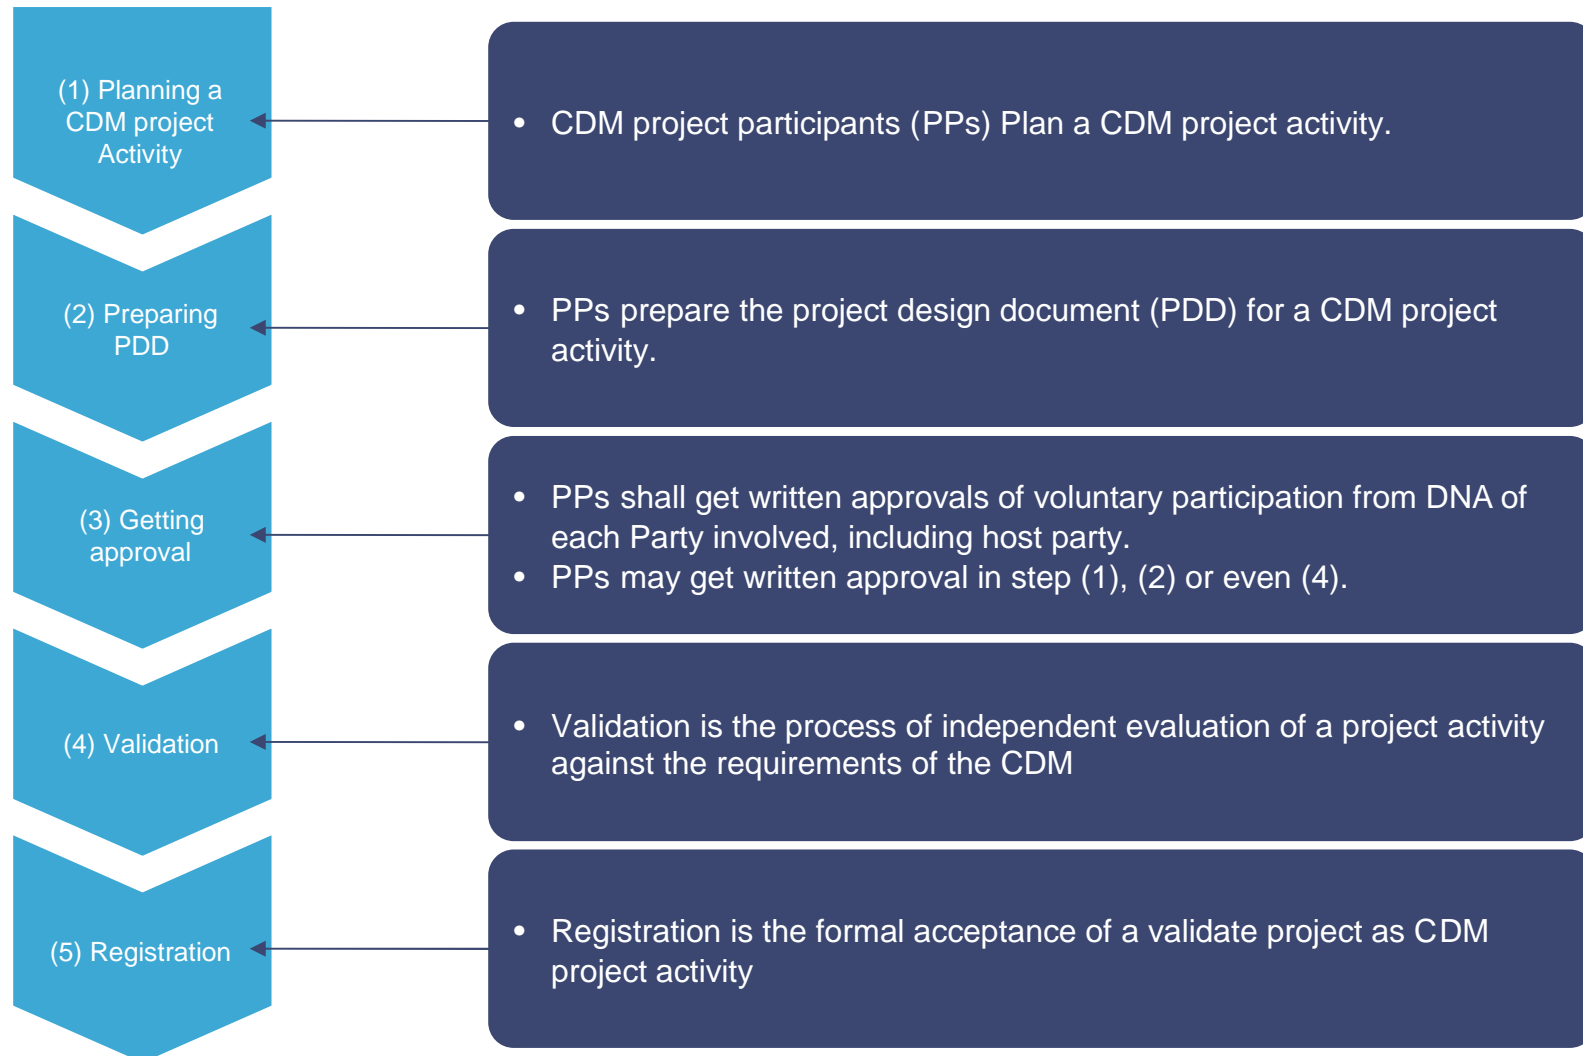 (1) Planning a
CDM project
Activity
• CDM project participants (PPs) Plan a CDM project activity.
(2) Preparing
PDD
• PPs prepare the project design document (PDD) for a CDM project
activity.
(3) Getting
approval
• PPs shall get written approvals of voluntary participation from DNA of
each Party involved, including host party.
• PPs may get written approval in step (1), (2) or even (4).
(4) Validation
• Validation is the process of independent evaluation of a project activity
against the requirements of the CDM
(5) Registration
• Registration is the formal acceptance of a validate project as CDM
project activity